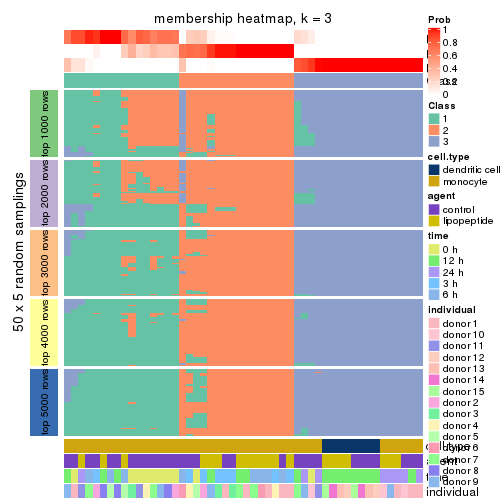 membership heatmap, k = 3
50 x 5 random samplings
top 1000 rows
top 2000 rows
top 3000 rows
top 4000 rows
top 5000 rows
Prob
1
0.8
0.6
0.4
0.2
0
Class
1
2
3
cell.type
dendritic cell
monocyte
agent
control
lipopeptide
time
0 h
12 h
24 h
3 h
6 h
individual
donor 1
donor 10
donor 11
donor 12
donor 13
donor 14
donor 15
donor 2
donor 3
donor 4
donor 5
donor 7
donor 8
donor 9
individual